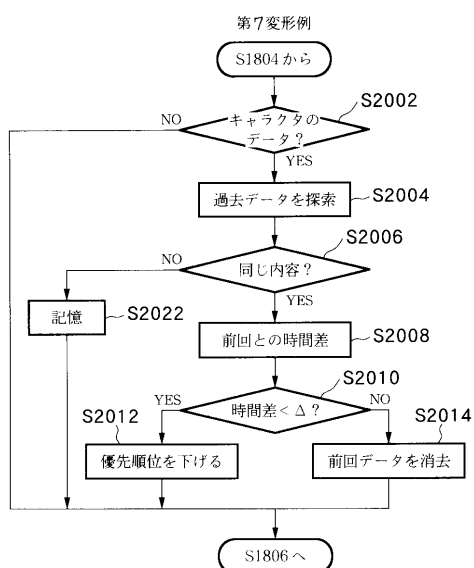 第7変形例
S1804から
NO
キャラクタの
データ？
S2002
YES
過去データを探索
S2004
NO
同じ内容？
S2006
YES
記憶
S2022
前回との時間差
S2008
YES
時間差<Δ？
S2010
NO
S2012
優先順位を下げる
S2014
前回データを消去
S1806へ